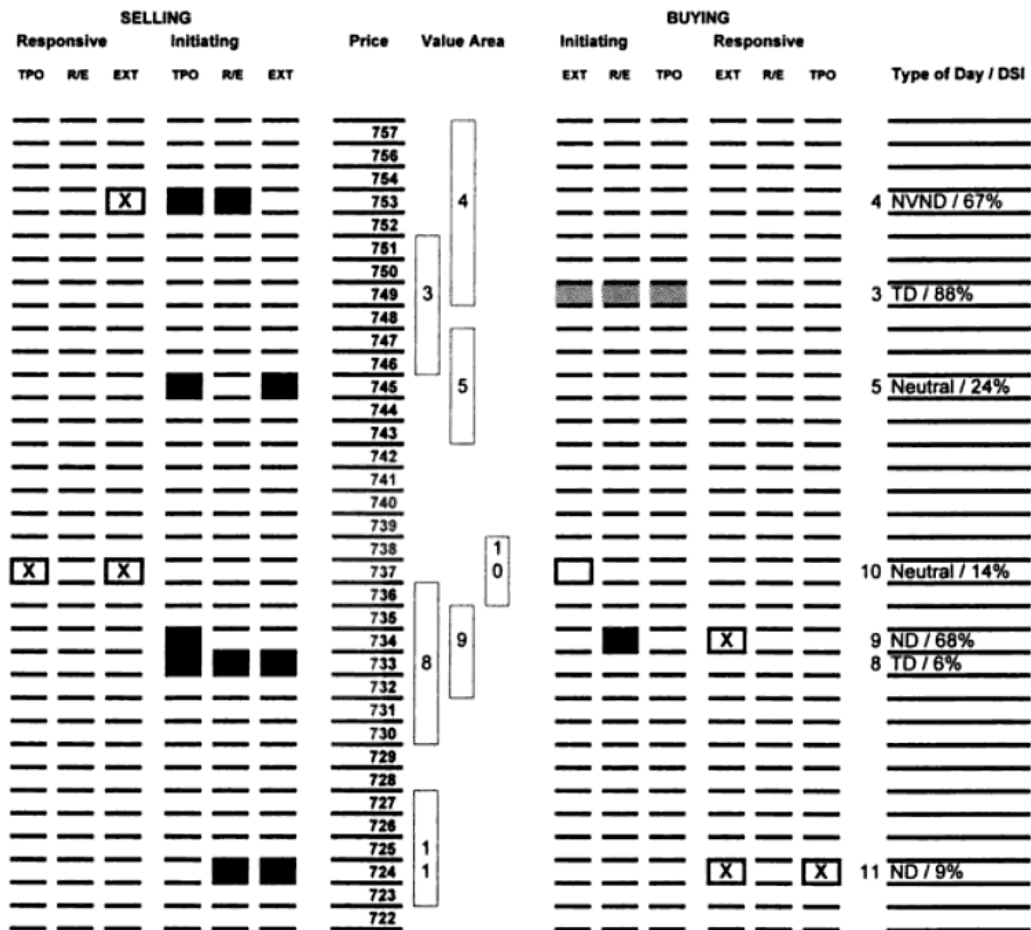 SELLING BUYING
Responsive Initiating Price Value Area Initiating Responsive
TPO R/E EXT TPO R/E EXT EXT R/E TPO EXT R/E TPO Type of Day / DSI
757
756
754
753 X 4 4 NVND / 67%
752
751
750
749 3 3 TD / 88%
748
747
746
745 5 5 Neutral / 24%
744
743
742
741
740
739
738 1
X X 737 0 10 Neutral / 14%
736
735
734 9 X 9 ND / 68%
733 8 8 TD / 6%
732
731
730
729
728
727
726
725 1
724 1 X X 11 ND / 9%
723
722